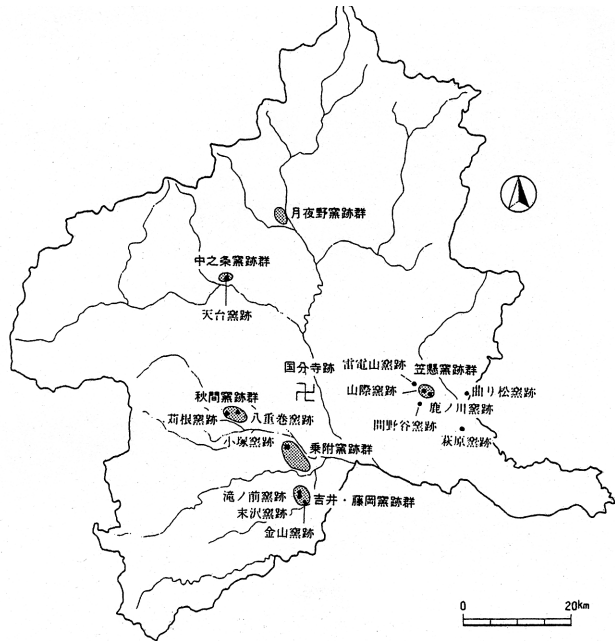 月夜野窯跡群
中之条窯跡群
天台窯跡
国分寺跡
雷電山窯跡
笠懸窯跡群
山際窯跡
曲り松窯跡
鹿ノ川窯跡
間野谷窯跡
萩原窯跡
秋間窯跡群
苅根窯跡
八重巻窯跡
小塚窯跡
乗附窯跡群
滝ノ前窯跡
吉井・藤岡窯跡群
末沢窯跡
金山窯跡
0 20km